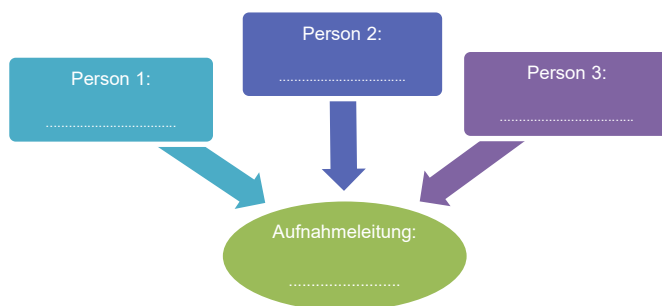 Person 1:
..................................
Person 2:
.................................
Person 3:
...................................
Aufnahmeleitung:
..........................